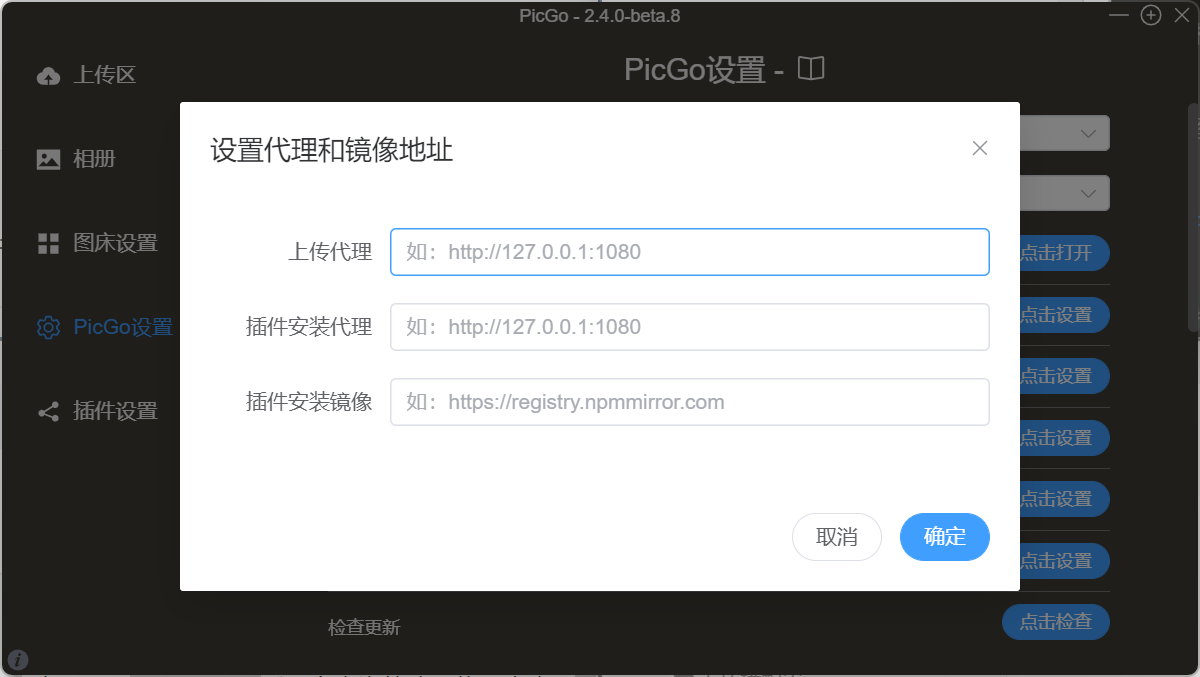 PicGo - 2.4.0-beta.8
上传区
PicGo设置 -
相册
图床设置
PicGo设置
插件设置
设置代理和镜像地址
上传代理
如：http://127.0.0.1:1080
插件安装代理
如：http://127.0.0.1:1080
插件安装镜像
如：https://registry.npmmirror.com
取消
确定
点击打开
点击设置
点击设置
点击设置
点击设置
点击设置
检查更新
点击检查